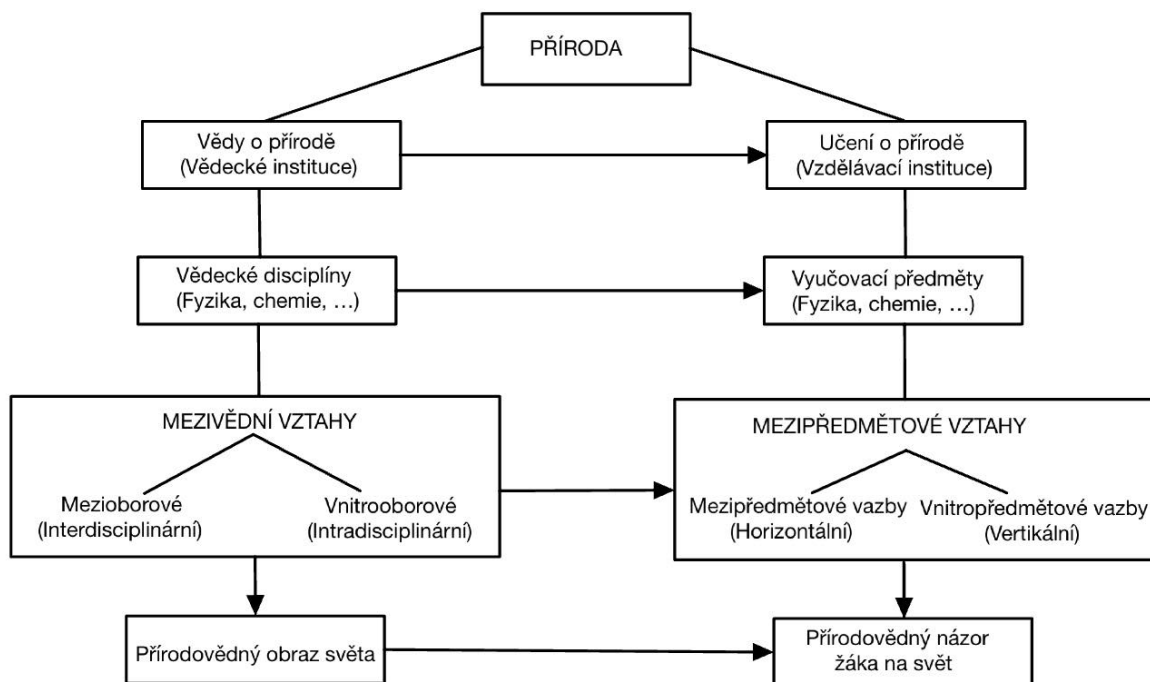 PŘÍRODA
Vědy o přírodě
(Vědecké instituce)
Učení o přírodě
(Vzdělávací instituce)
Vědecké disciplíny
(Fyzika, chemie, …)
Vyučovací předměty
(Fyzika, chemie, …)
MEZIVĚDNÍ VZTAHY
Mezioborové
(Interdisciplinární)
Vnitrooborové
(Intradisciplinární)
MEZIPŘEDMĚTOVÉ VZTAHY
Mezipředmětové vazby
(Horizontální)
Vnitropředmětové vazby
(Vertikální)
Přírodovědný obraz světa
Přírodovědný názor
žáka na svět